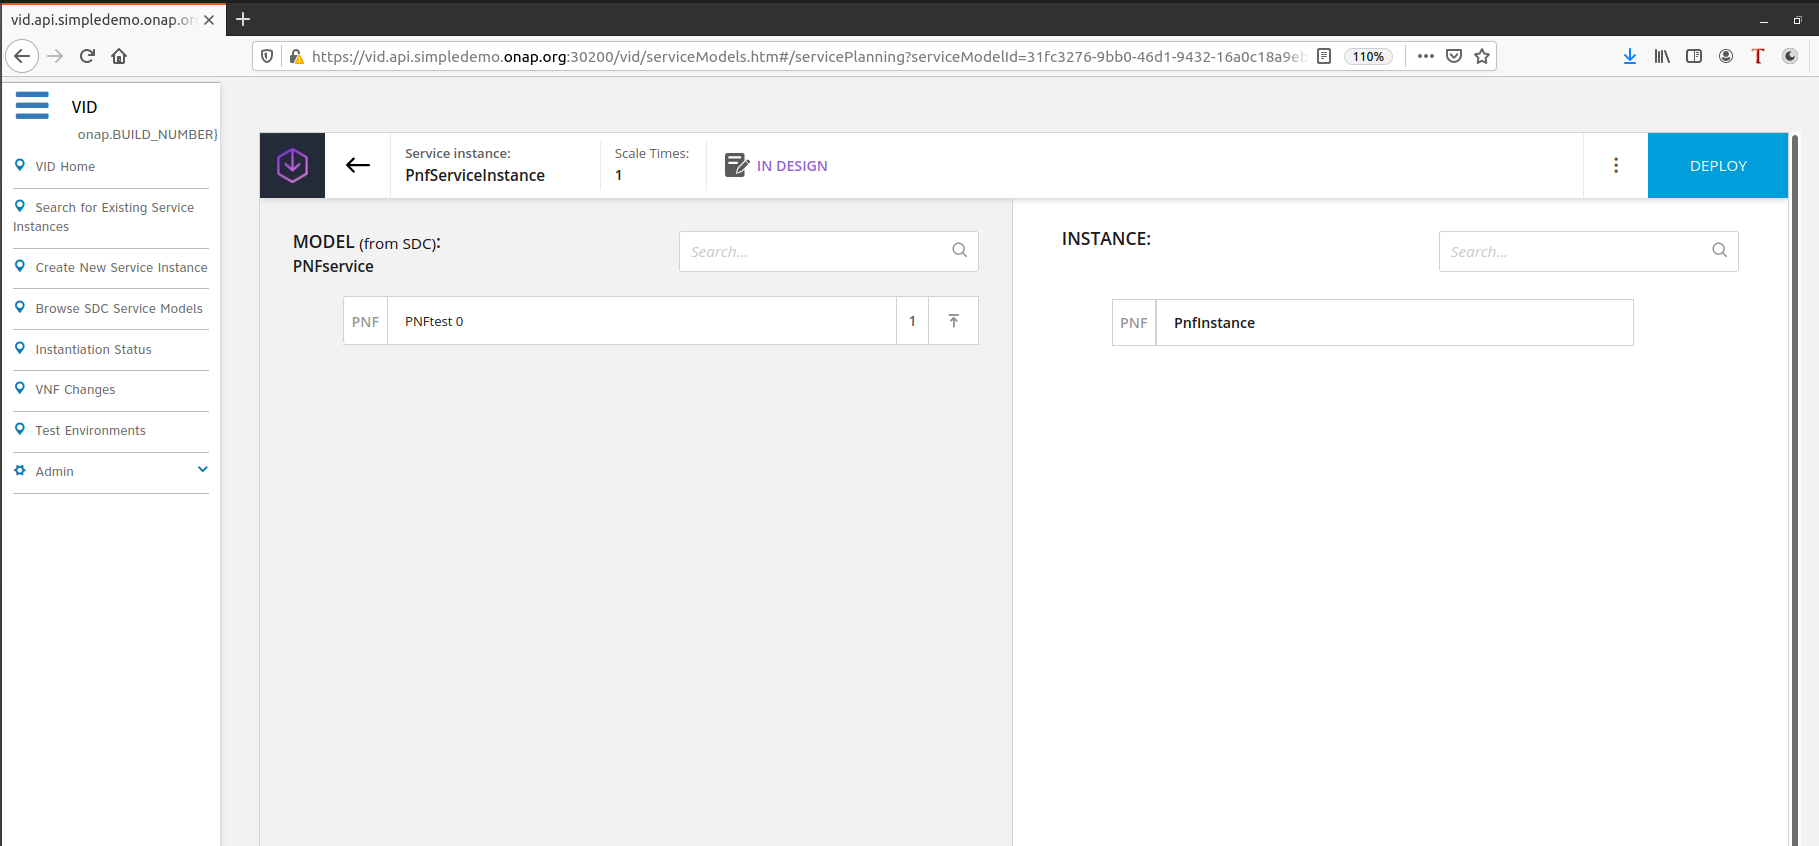 vid.api.simpledemo.onap.or
https://vid.api.simpledemo.onap.org:30200/vid/serviceModels.htm#/servicePlanning?serviceModelId=31fc3276-9bb0-46d1-9432-16a0c18a9eb
110%
VID
onap.BUILD_NUMBER}
VID Home
Search for Existing Service
Instances
Create New Service Instance
Browse SDC Service Models
Instantiation Status
VNF Changes
Test Environments
Admin
Service instance:
PnfServiceInstance
Scale Times:
1
IN DESIGN
DEPLOY
MODEL (from SDC):
PNFservice
Search...
PNF
PNFtest 0
1
INSTANCE:
Search...
PNF
PnfInstance